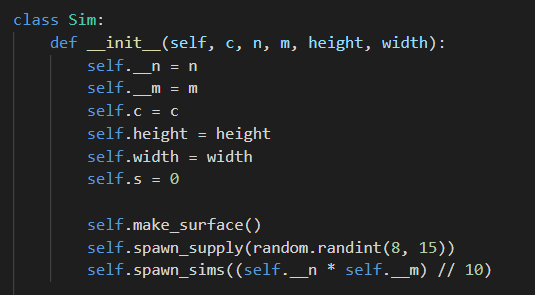 class Sim:
    def __init__(self, c, n, m, height, width):
        self.__n = n
        self.__m = m
        self.c = c
        self.height = height
        self.width = width
        self.s = 0

        self.make_surface()
        self.spawn_supply(random.randint(8, 15))
        self.spawn_sims((self.__n * self.__m) // 10)